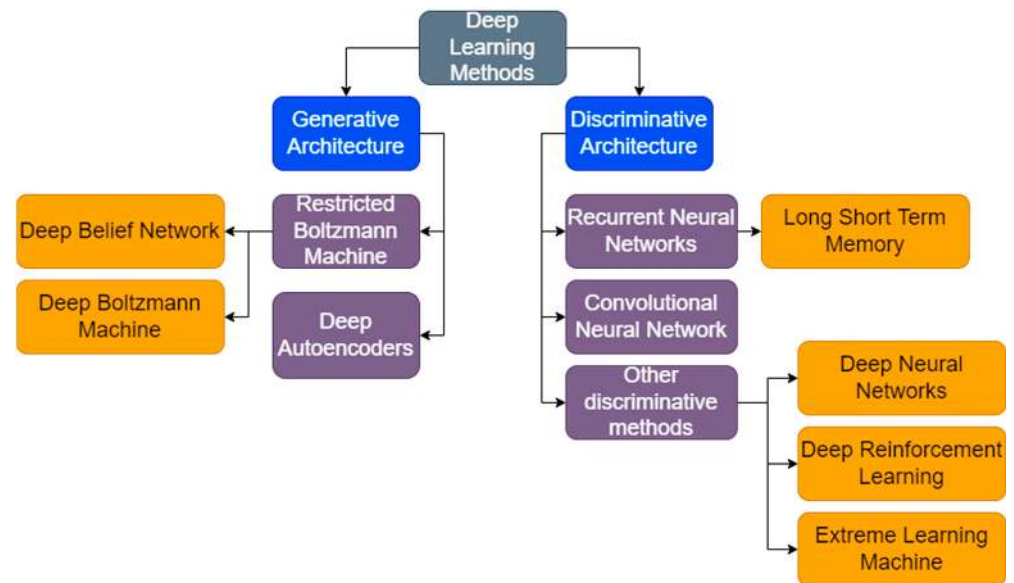 Deep
Learning
Methods
Generative
Architecture
Discriminative
Architecture
Restricted
Boltzmann
Machine
Deep Belief Network
Deep Boltzmann
Machine
Deep
Autoencoders
Recurrent Neural
Networks
Long Short Term
Memory
Convolutional
Neural Network
Other
discriminative
methods
Deep Neural
Networks
Deep Reinforcement
Learning
Extreme Learning
Machine